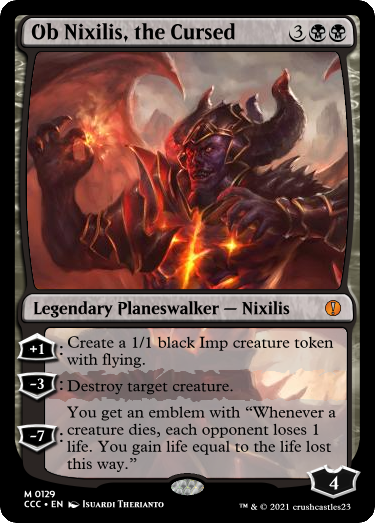 Ob Nixilis, the Cursed 3
Legendary Planeswalker — Nixilis
+1: Create a 1/1 black Imp creature token
with flying.
-3: Destroy target creature.
You get an emblem with “Whenever a
creature dies, each opponent loses 1
-7: life. You gain life equal to the life lost
this way.”
4
M 0129
CCC • EN Isuardi Therianto ™ & © 2021 crushcastles23